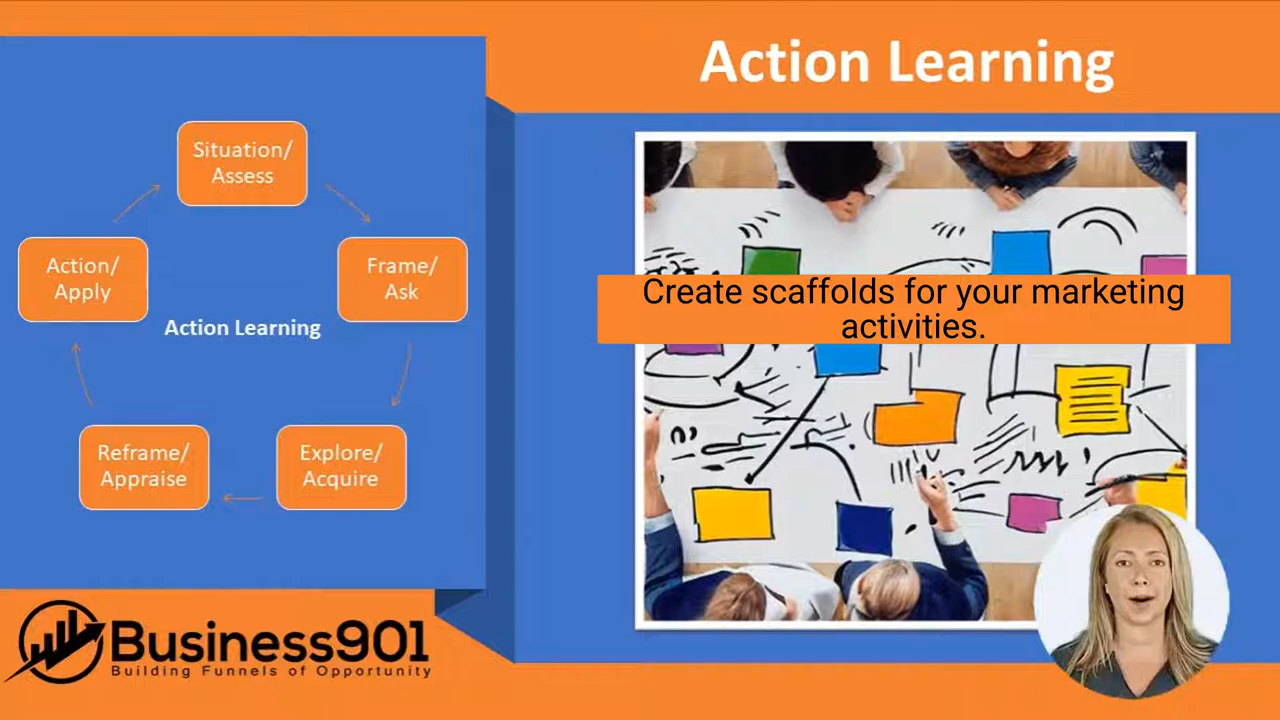 Action Learning
Situation/
Assess
Action/
Apply
Frame/
Ask
Action Learning
Reframe/
Appraise
Explore/
Acquire
Create scaffolds for your marketing
activities.
Business901
Building Funnels of Opportunity